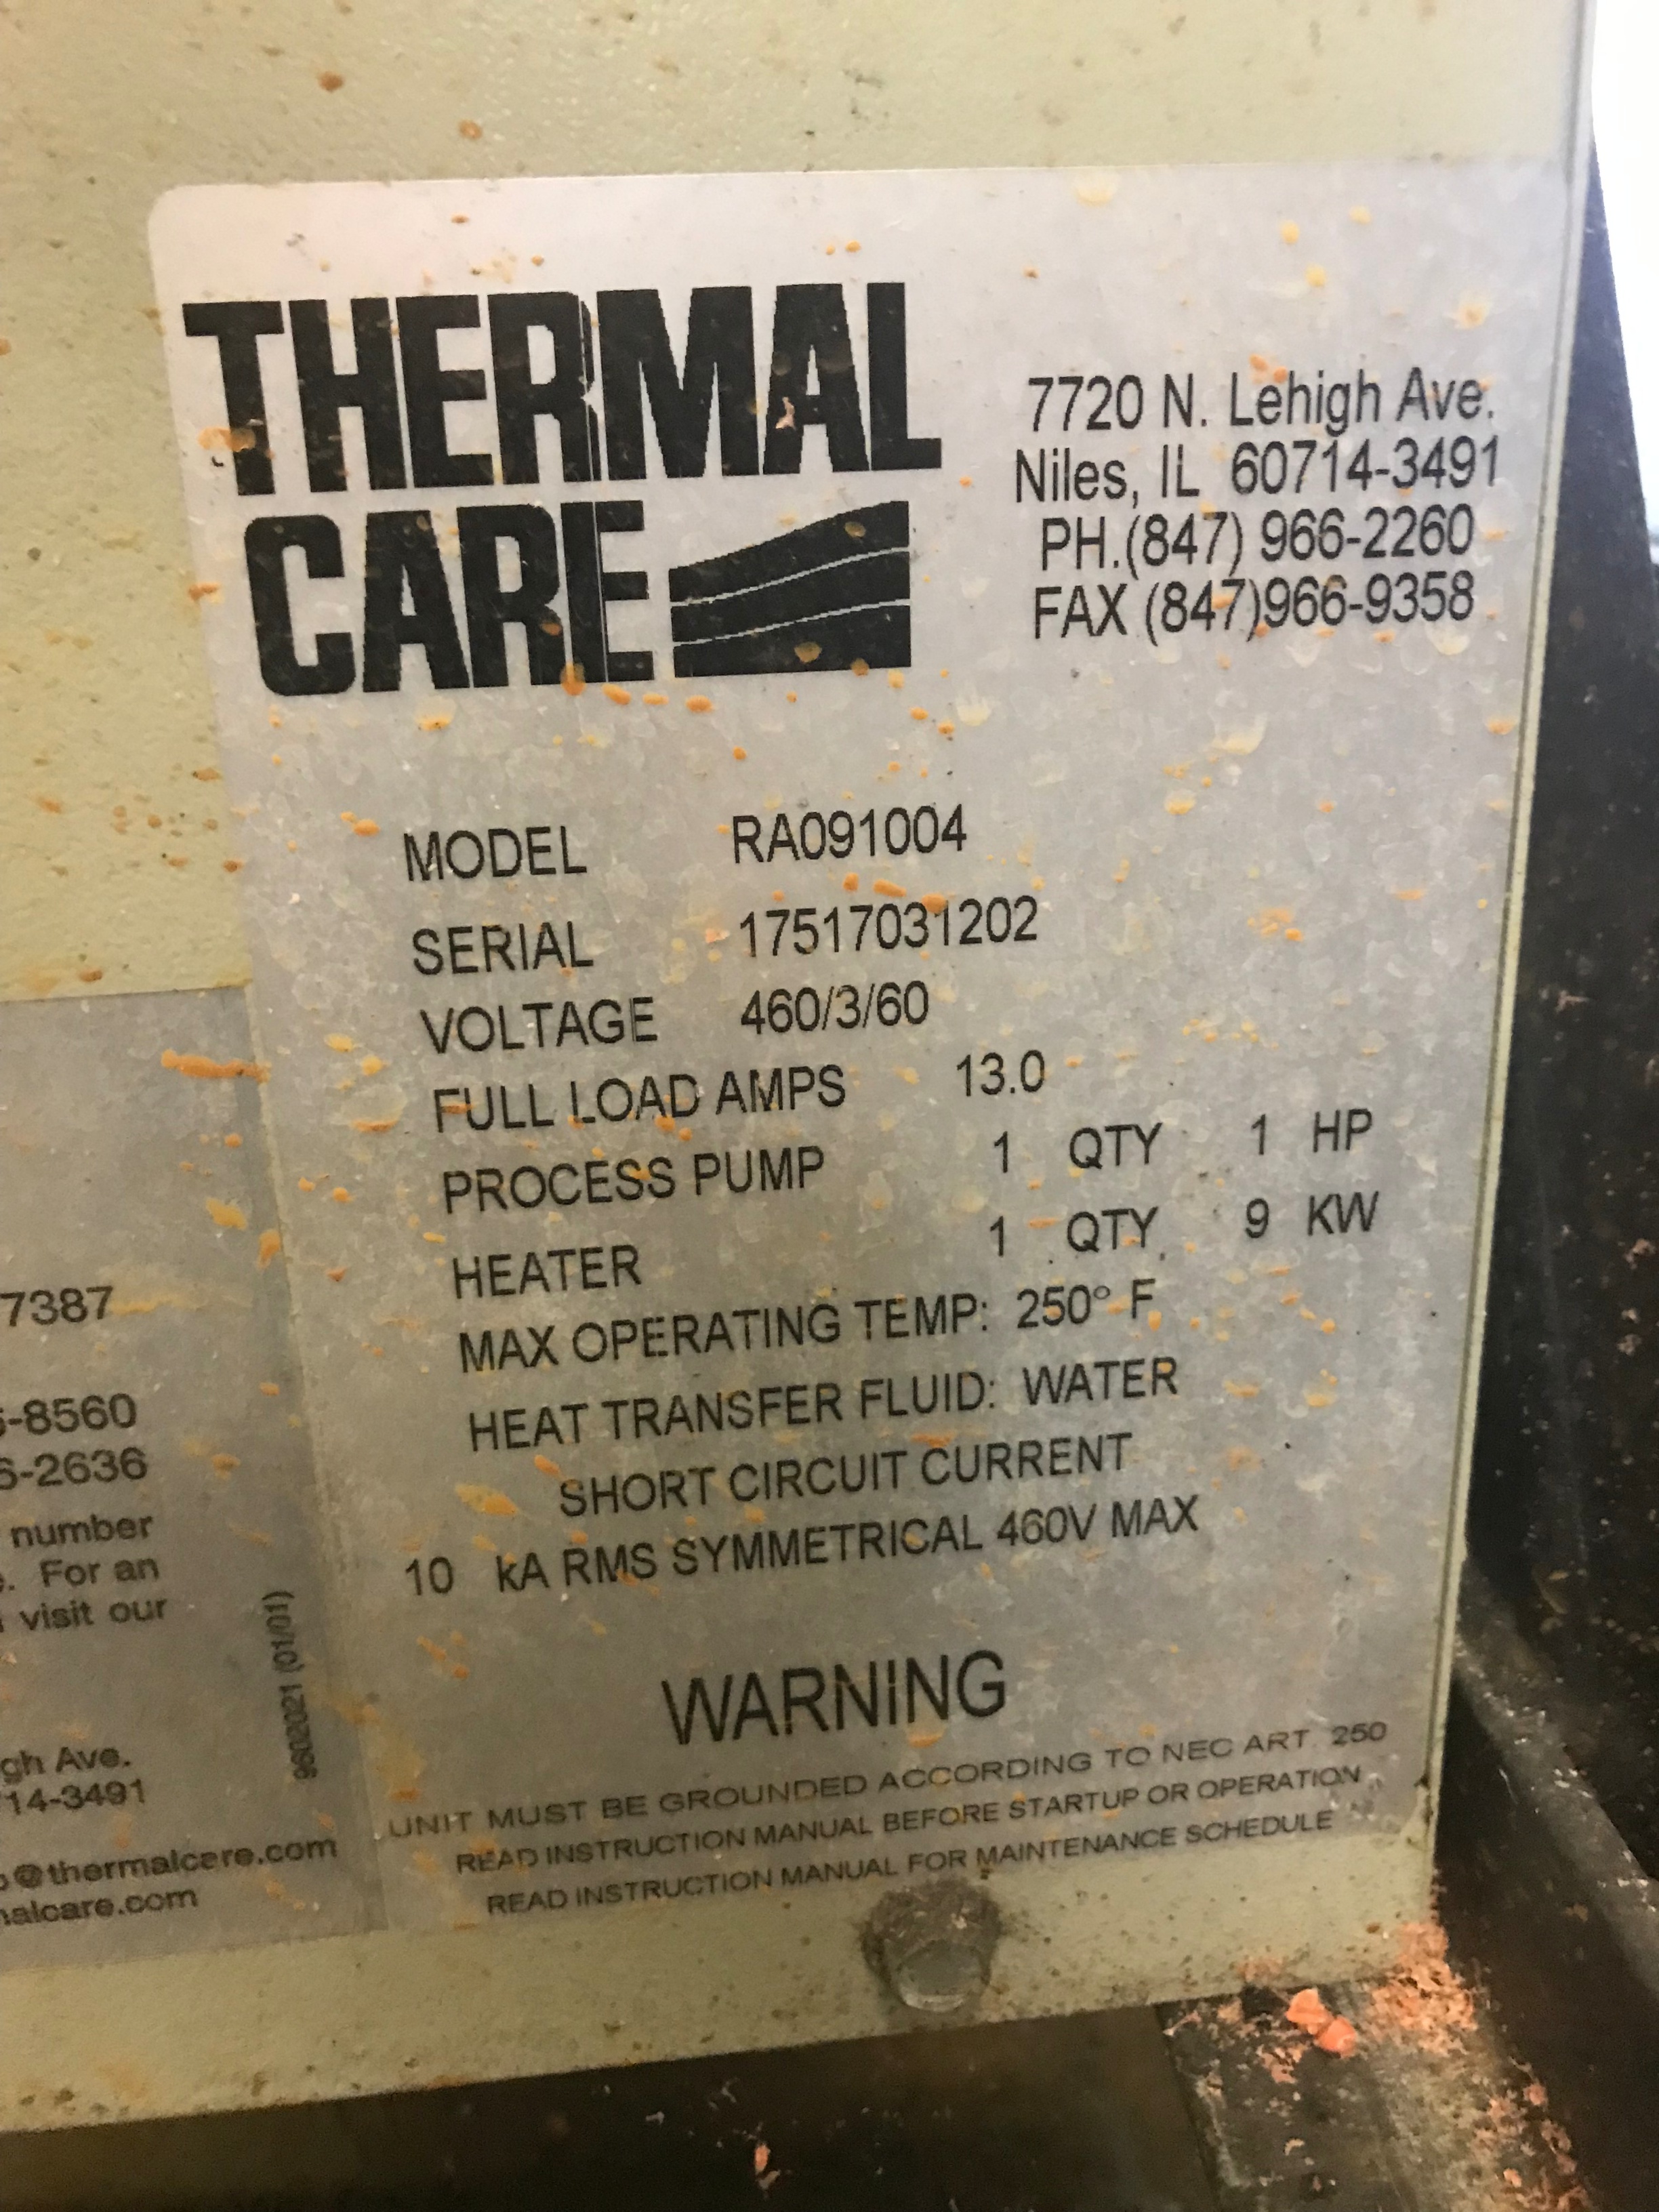 THERMAL
CARE
7720 N. Lehigh Ave.
Niles, IL 60714-3491
PH.(847) 966-2260
FAX (847)966-9358
MODEL RA091004
SERIAL 17517031202
VOLTAGE 460/3/60
FULL LOAD AMPS 13.0
PROCESS PUMP 1 QTY 1 HP
HEATER 1 QTY 9 KW
MAX OPERATING TEMP: 250° F
HEAT TRANSFER FLUID: WATER
SHORT CIRCUIT CURRENT
10 kA RMS SYMMETRICAL 460V MAX
WARNING
UNIT MUST BE GROUNDED ACCORDING TO NEC ART. 250
READ INSTRUCTION MANUAL BEFORE STARTUP OR OPERATION
READ INSTRUCTION MANUAL FOR MAINTENANCE SCHEDULE
7387
-8560
6-2636
number
. For an
visit our
gh Ave.
14-3491
@thermalcare.com
alcare.com
9602021 (01/01)